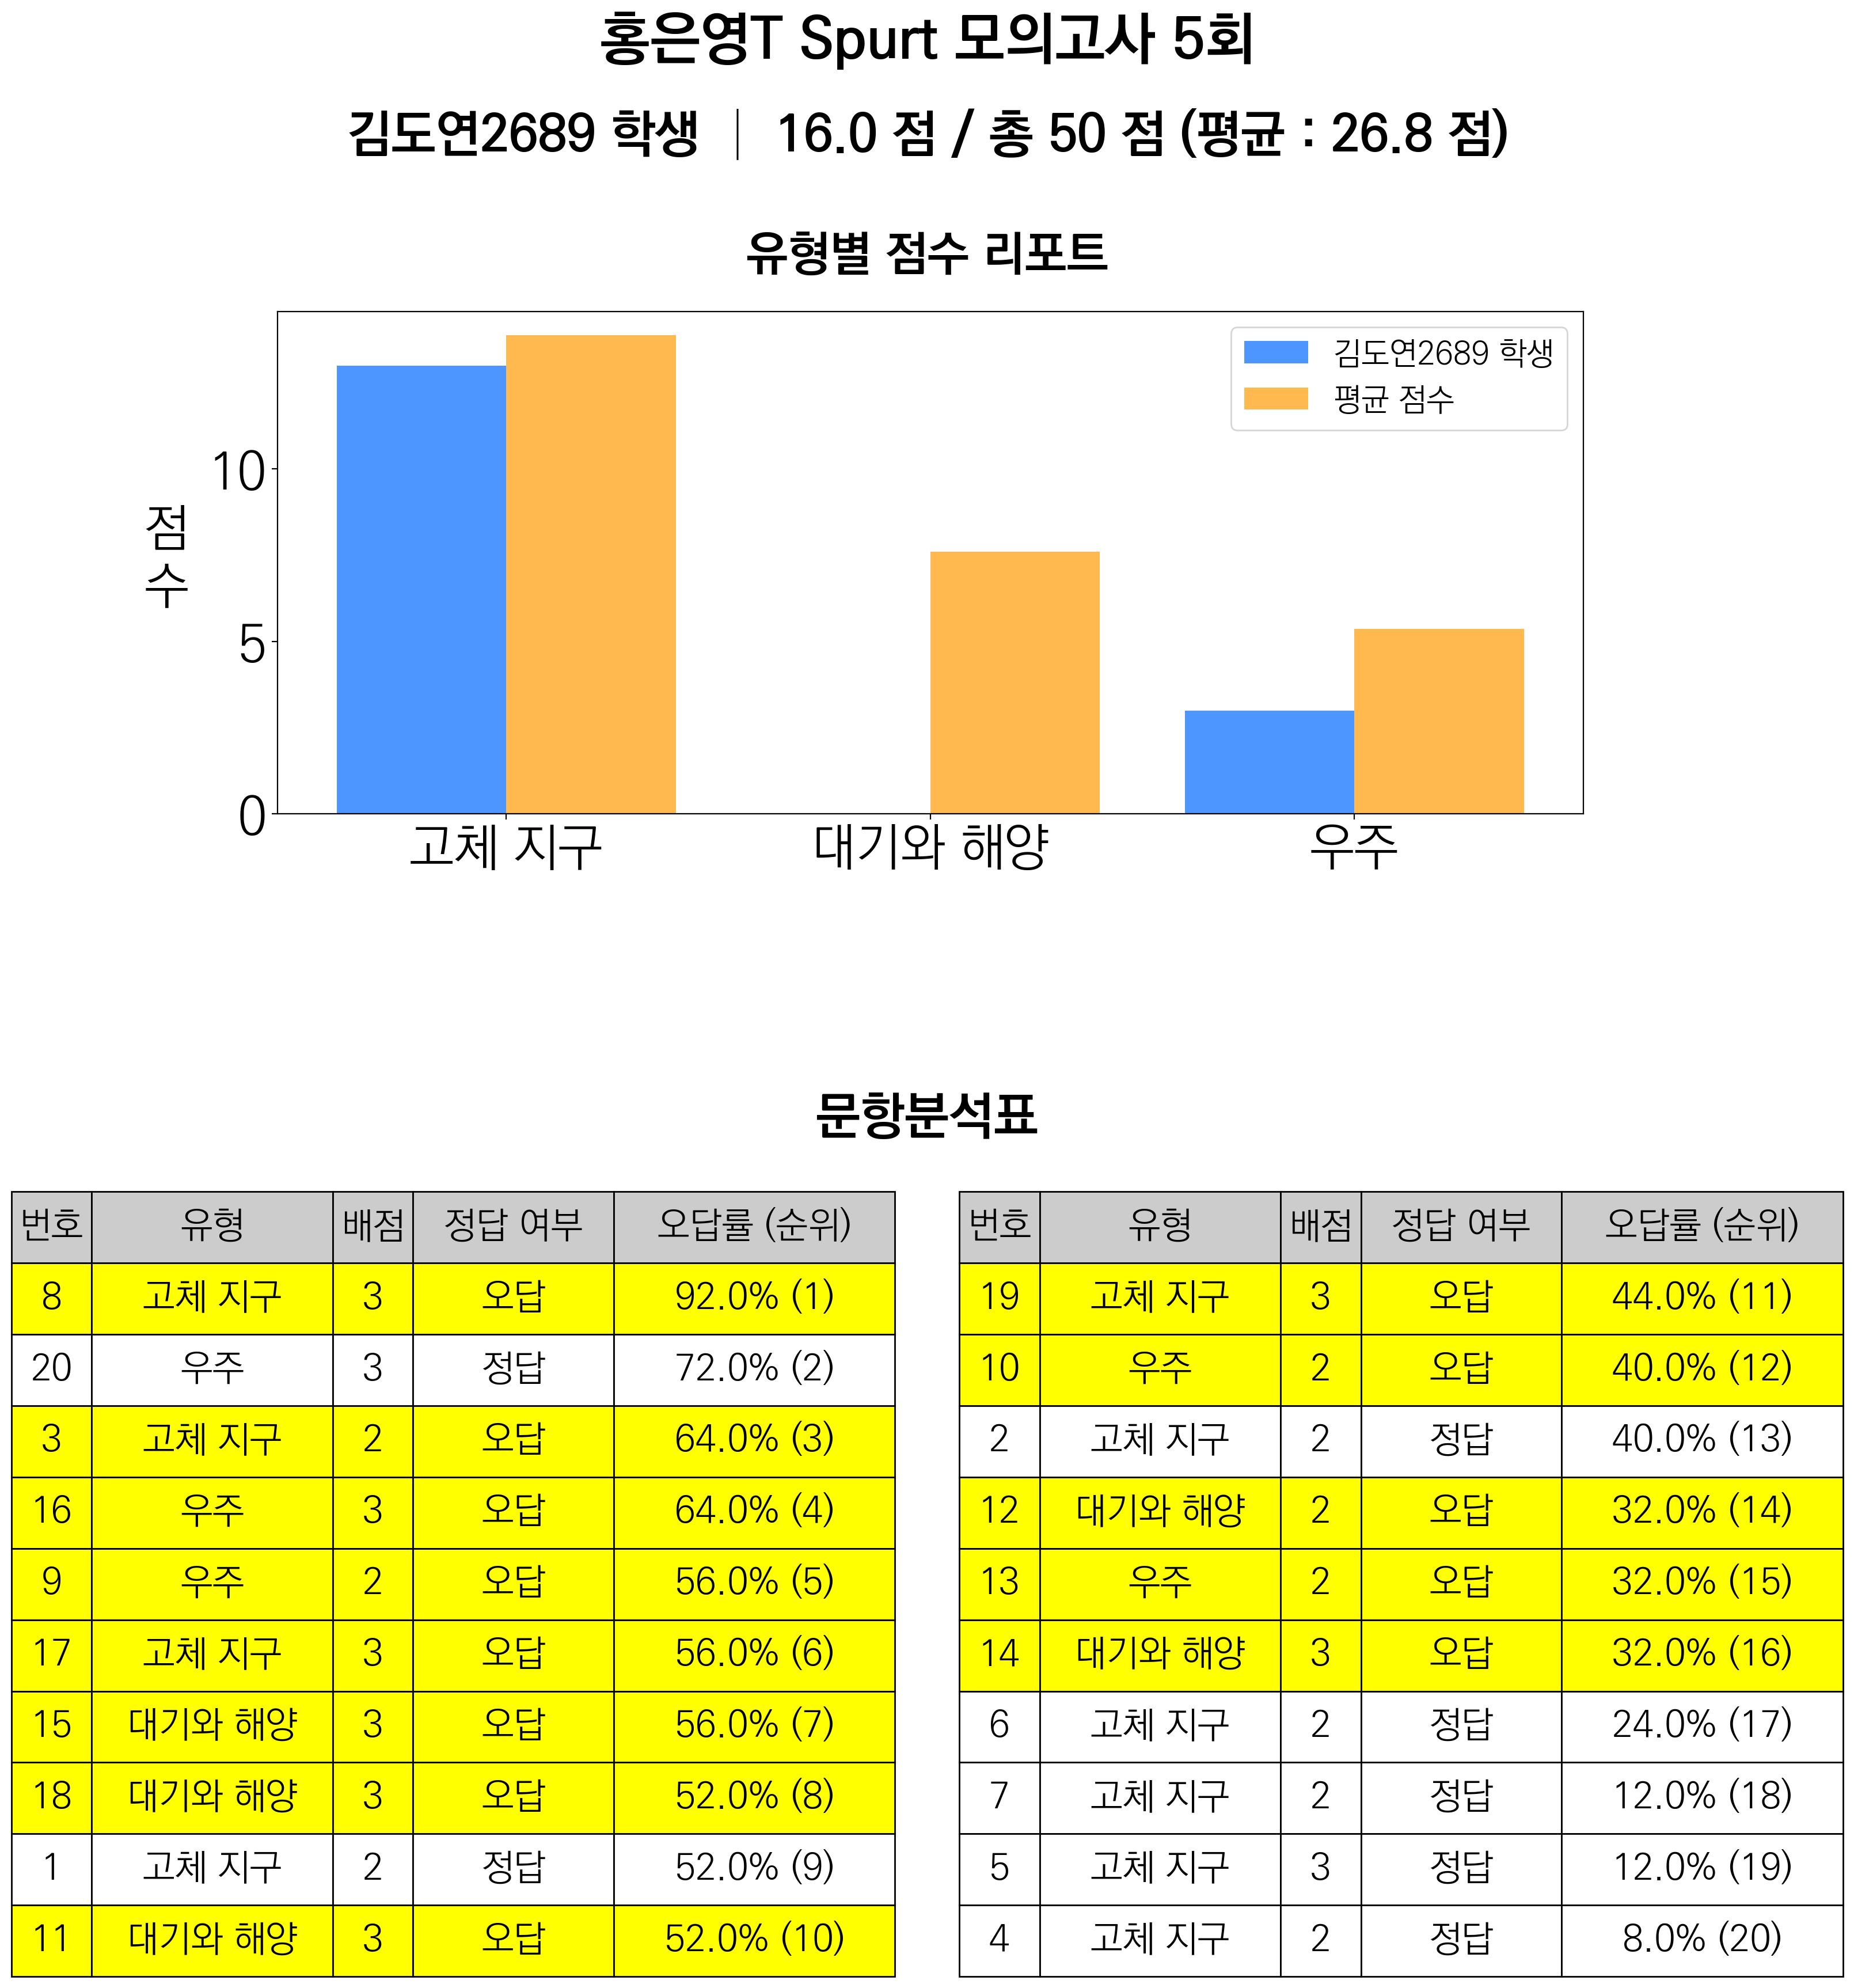 홍은영T Spurt 모의고사 5회
김도연2689 학생 | 16.0 점 / 총 50 점 (평균 : 26.8 점)
유형별 점수 리포트
김도연2689 학생
평균 점수
점
수
10
5
0
고체 지구 대기와 해양 우주
문항분석표
번호 유형 배점 정답 여부 오답률 (순위)
8 고체 지구 3 오답 92.0% (1)
20 우주 3 정답 72.0% (2)
3 고체 지구 2 오답 64.0% (3)
16 우주 3 오답 64.0% (4)
9 우주 2 오답 56.0% (5)
17 고체 지구 3 오답 56.0% (6)
15 대기와 해양 3 오답 56.0% (7)
18 대기와 해양 3 오답 52.0% (8)
1 고체 지구 2 정답 52.0% (9)
11 대기와 해양 3 오답 52.0% (10)
번호 유형 배점 정답 여부 오답률 (순위)
19 고체 지구 3 오답 44.0% (11)
10 우주 2 오답 40.0% (12)
2 고체 지구 2 정답 40.0% (13)
12 대기와 해양 2 오답 32.0% (14)
13 우주 2 오답 32.0% (15)
14 대기와 해양 3 오답 32.0% (16)
6 고체 지구 2 정답 24.0% (17)
7 고체 지구 2 정답 12.0% (18)
5 고체 지구 3 정답 12.0% (19)
4 고체 지구 2 정답 8.0% (20)